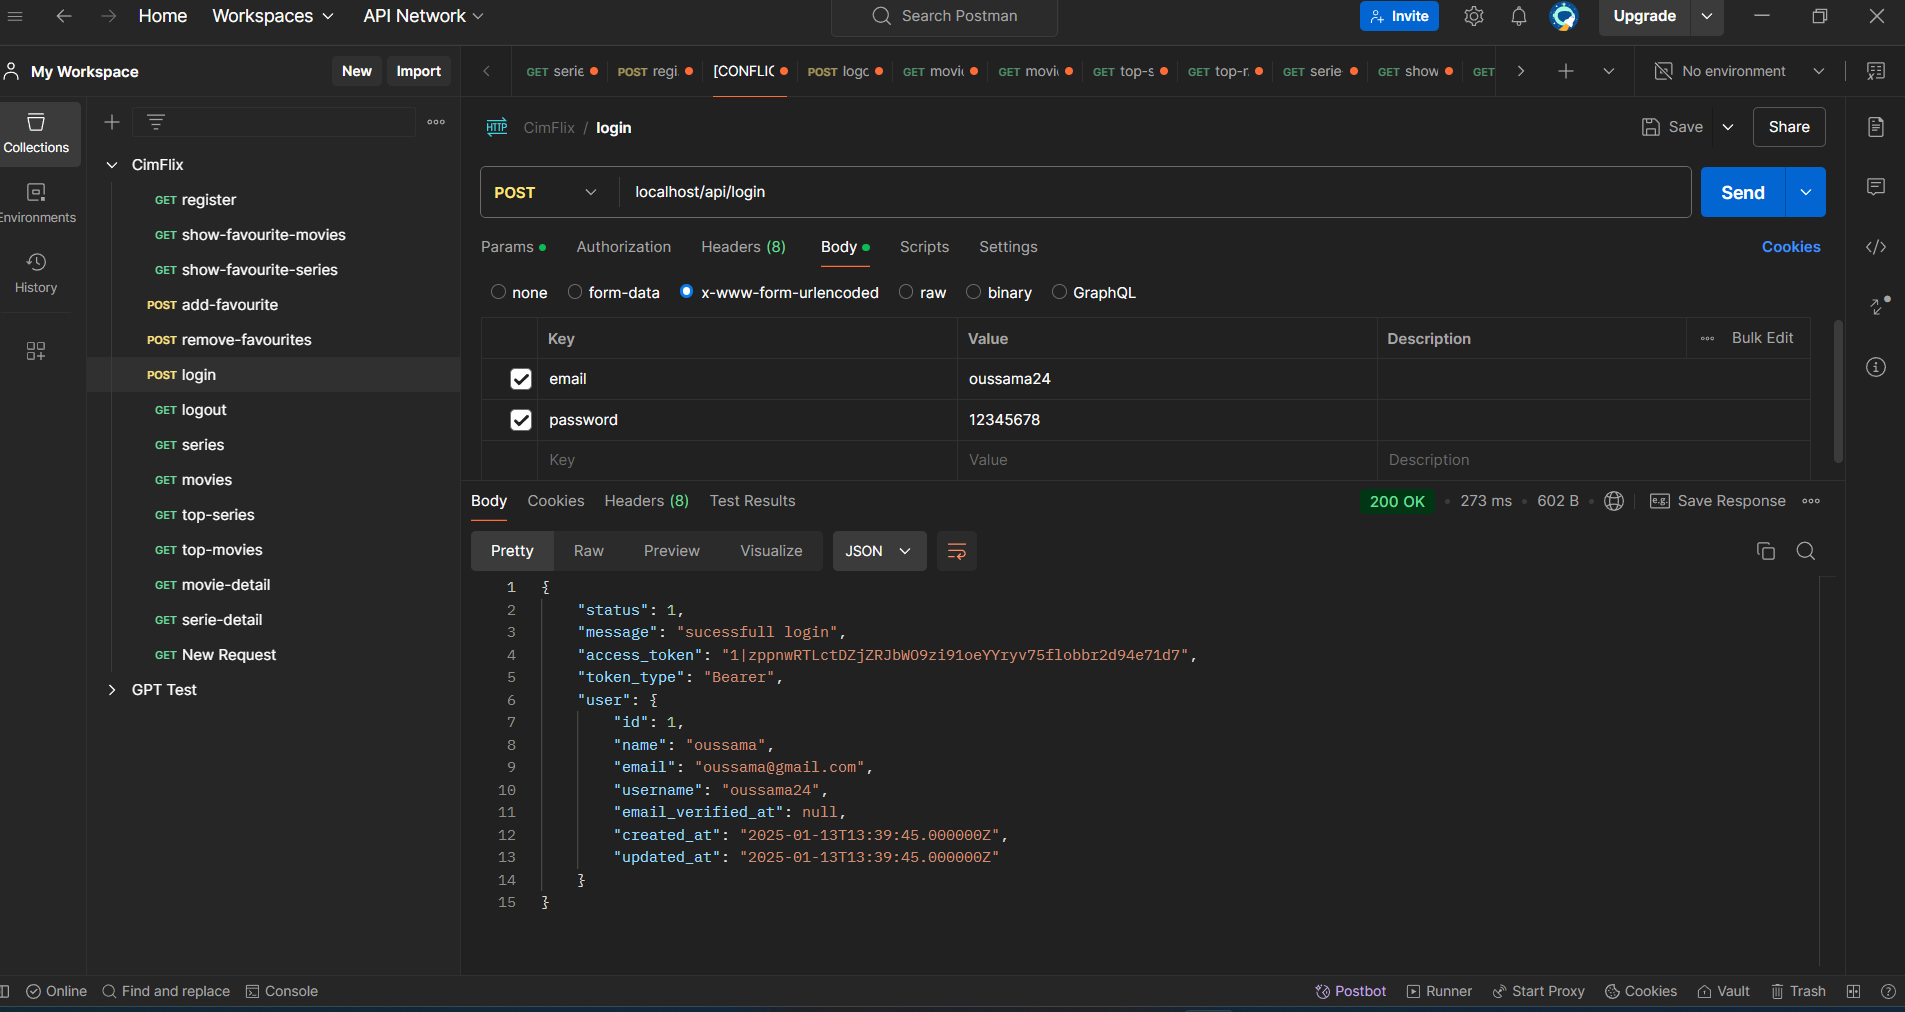 Home Workspaces API Network Search Postman Invite Upgrade
My Workspace New Import GET serie POST regi. [CONFLIC POST logo GET movi GET movi GET top-s GET top-r. GET serie GET show GET No environment
Collections
Environments
History
CimFlix
GET register
GET show-favourite-movies
GET show-favourite-series
POST add-favourite
POST remove-favourites
POST login
GET logout
GET series
GET movies
GET top-series
GET top-movies
GET movie-detail
GET serie-detail
GET New Request
GPT Test
HTTP CimFlix / login Save Share
POST localhost/api/login Send
Params Authorization Headers (8) Body Scripts Settings Cookies
none form-data x-www-form-urlencoded raw binary GraphQL
Key Value Description Bulk Edit
email oussama24
password 12345678
Key Value Description
Body Cookies Headers (8) Test Results 200 OK 273 ms 602 B e.g. Save Response
Pretty Raw Preview Visualize JSON
1 {
2 "status": 1,
3 "message": "sucessfull login",
4 "access_token": "1|zppnwRTLctDZjZRJbWO9zi91oeYYryv75flobbr2d94e71d7",
5 "token_type": "Bearer",
6 "user": {
7 "id": 1,
8 "name": "oussama",
9 "email": "oussama@gmail.com",
10 "username": "oussama24",
11 "email_verified_at": null,
12 "created_at": "2025-01-13T13:39:45.000000Z",
13 "updated_at": "2025-01-13T13:39:45.000000Z"
14 }
15 }
Online Find and replace Console Postbot Runner Start Proxy Cookies Vault Trash